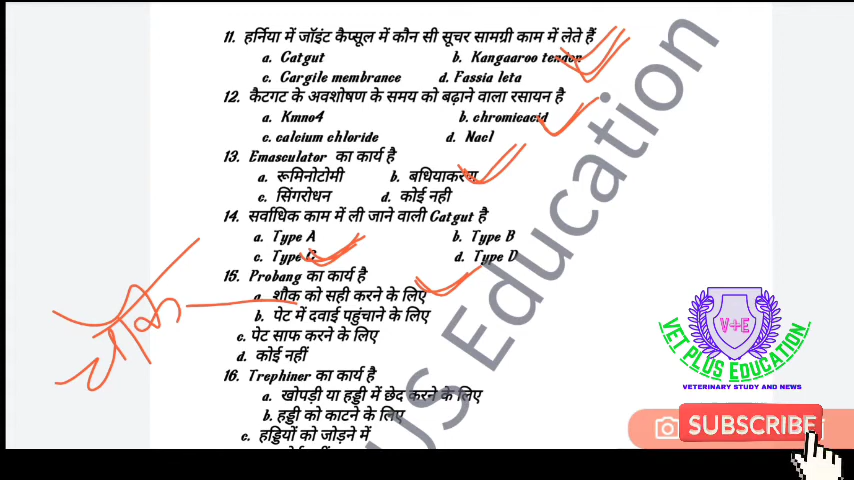 11. हर्निया में जॉइंट कैप्सूल में कौन सी सूचर सामग्री काम में लेते हैं
a. Catgut b. Kangaaroo tendon
c. Cargile membrance d. Fassia leta
12. कैटगट के अवशोषण के समय को बढ़ाने वाला रसायन है
a. Kmno4 b. chromicacid
c. calcium chloride d. Nacl
13. Emasculator का कार्य है
a. रूमिनोटोमी b. बधियाकरण
c. सिंगरोधन d. कोई नही
14. सर्वाधिक काम में ली जाने वाली Catgut है
a. Type A b. Type B
c. Type C d. Type D
15. Probang का कार्य है
a. शौक को सही करने के लिए
b. पेट में दवाई पहुंचाने के लिए
c. पेट साफ करने के लिए
d. कोई नहीं
16. Trephiner का कार्य है
a. खोपड़ी या हड्डी में छेद करने के लिए
b. हड्डी को काटने के लिए
c. हड्डियों को जोड़ने में
US Education
V+E
VET PLUS EDUCATION
VETERINARY STUDY AND NEWS
SUBSCRIBE